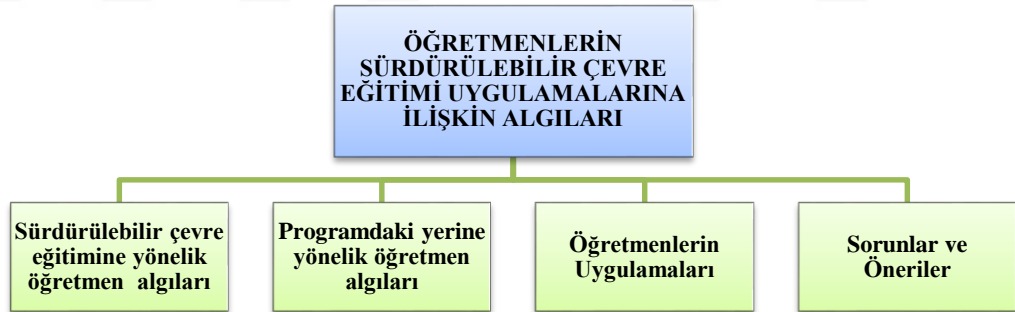 ÖĞRETMENLERİN
SÜRDÜRÜLEBİLİR ÇEVRE
EĞİTİMİ UYGULAMALARINA
İLİŞKİN ALGILARI
Sürdürülebilir çevre
eğitimine yönelik
öğretmen algıları
Programdaki yerine
yönelik öğretmen
algıları
Öğretmenlerin
Uygulamaları
Sorunlar ve
Öneriler